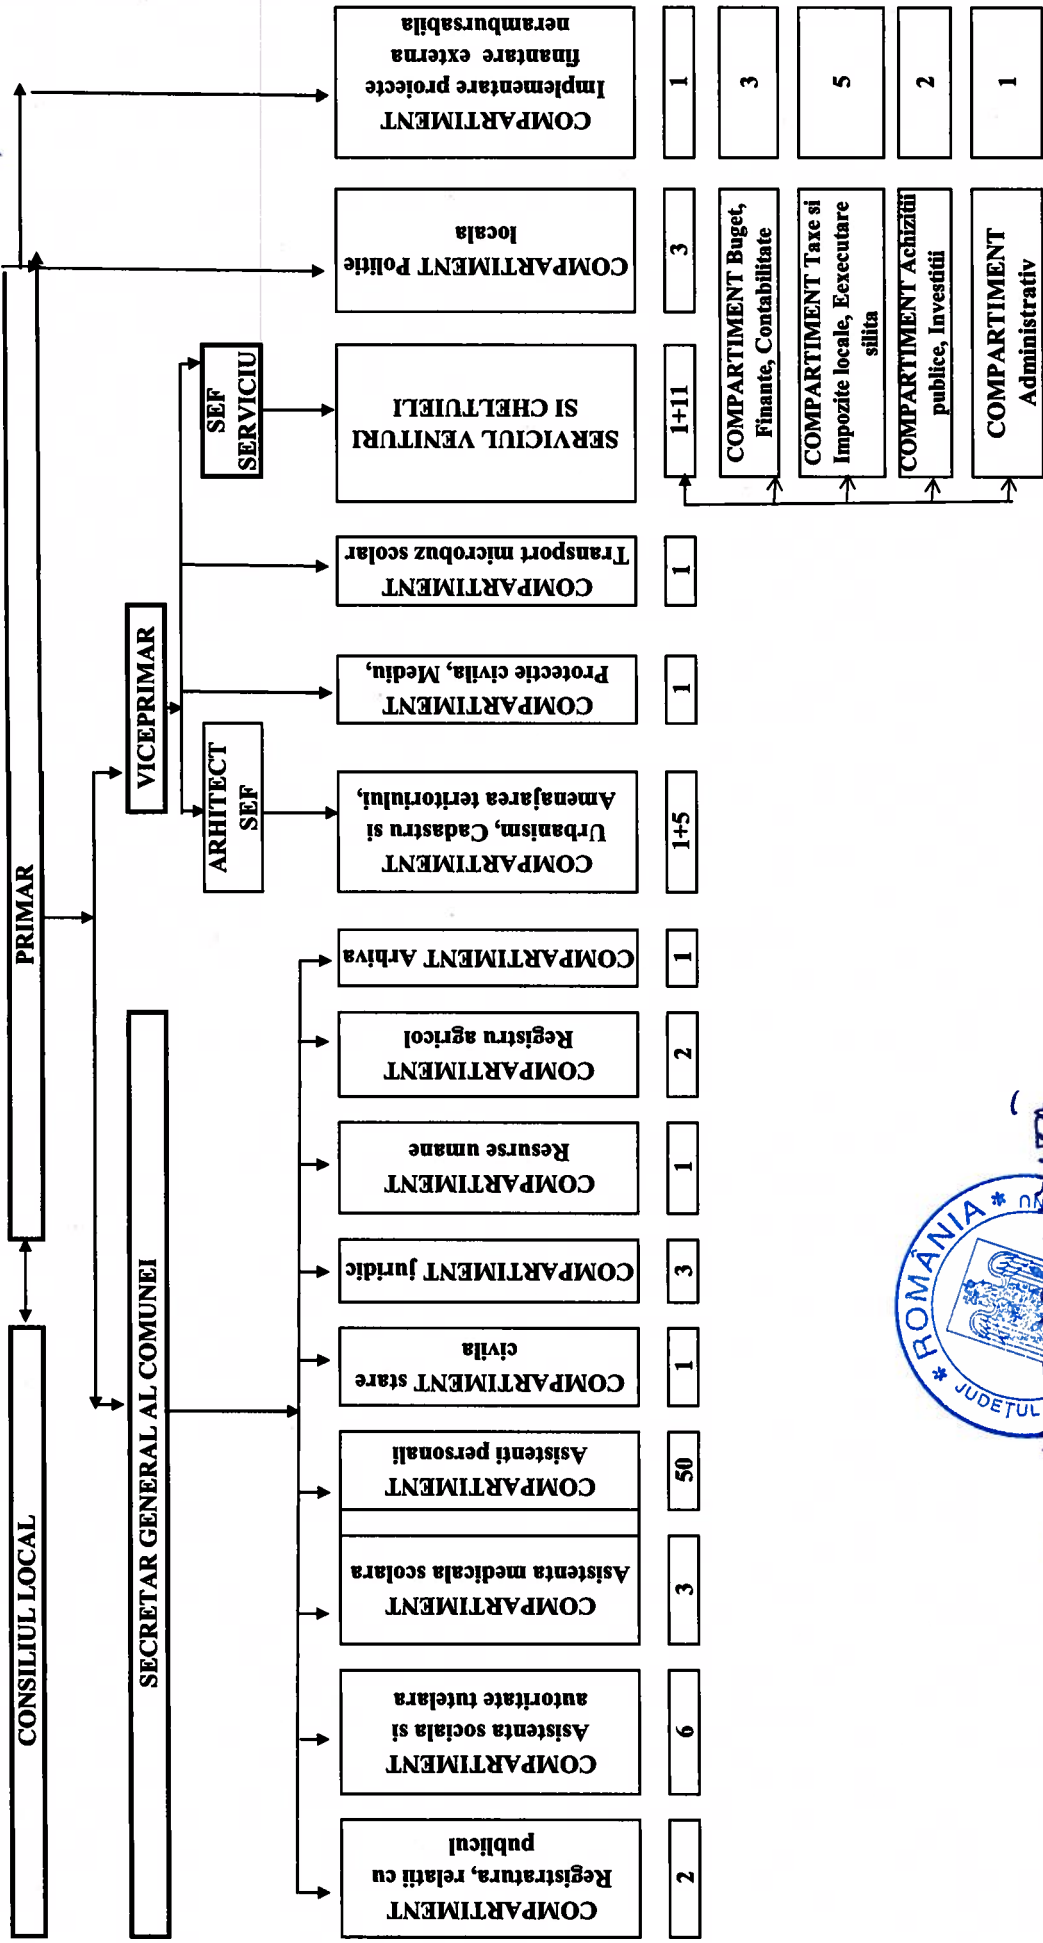 CONSILIUL LOCAL
PRIMAR
SECRETAR GENERAL AL COMUNEI
VICEPRIMAR
ARHITECT
SEF
SEF
SERVICIU
COMPARTIMENT
Registratura, relatii cu
publicul
COMPARTIMENT
Asistenta sociala si
autoritate tutelara
COMPARTIMENT
Asistenta medicala scolara
COMPARTIMENT
Asistenti personali
COMPARTIMENT stare
civila
COMPARTIMENT juridic
COMPARTIMENT
Resurse umane
COMPARTIMENT
Registru agricol
COMPARTIMENT Arhiva
COMPARTIMENT
Urbanism, Cadastru si
Amenajarea teritoriului,
COMPARTIMENT
Protectie civila, Mediu,
COMPARTIMENT
Transport microbuz scolar
SERVICIUL VENITURI
SI CHELTUIELI
COMPARTIMENT Politie
locala
COMPARTIMENT
Implementare proiecte
finantare externa
nerambursabila
2
6
3
50
1
3
1
2
1
1+5
1
1
1+11
3
1
COMPARTIMENT Buget,
Finante, Contabilitate
3
COMPARTIMENT Taxe si
Impozite locale, Eexecutare
silita
5
COMPARTIMENT Achizitii
publice, Investitii
2
COMPARTIMENT
Administrativ
1
* ROMÂNIA *
JUDEȚUL